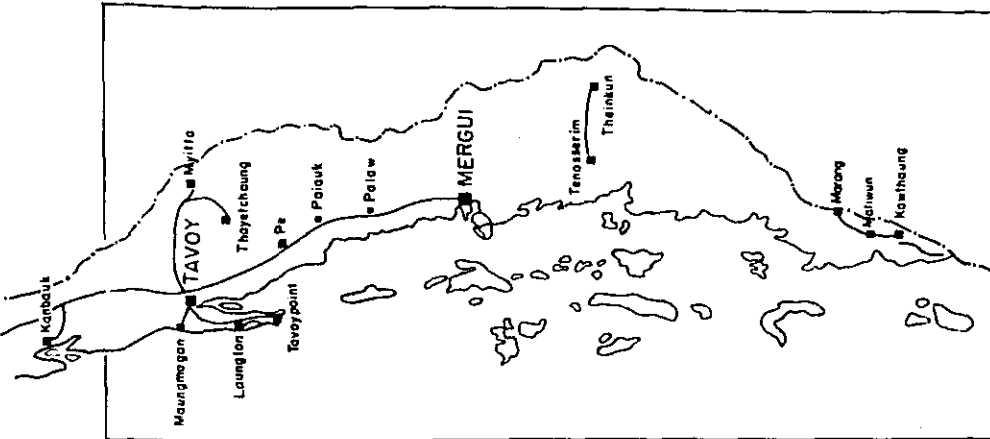 Kanbauk
Myitta
TAVOY
Thayetchaung
Maungmagan
Launglon
Tavoypoint
Pe
Palauk
Palaw
MERGUI
Tenasserim
Theinkun
Marang
Maliwun
Kawthaung